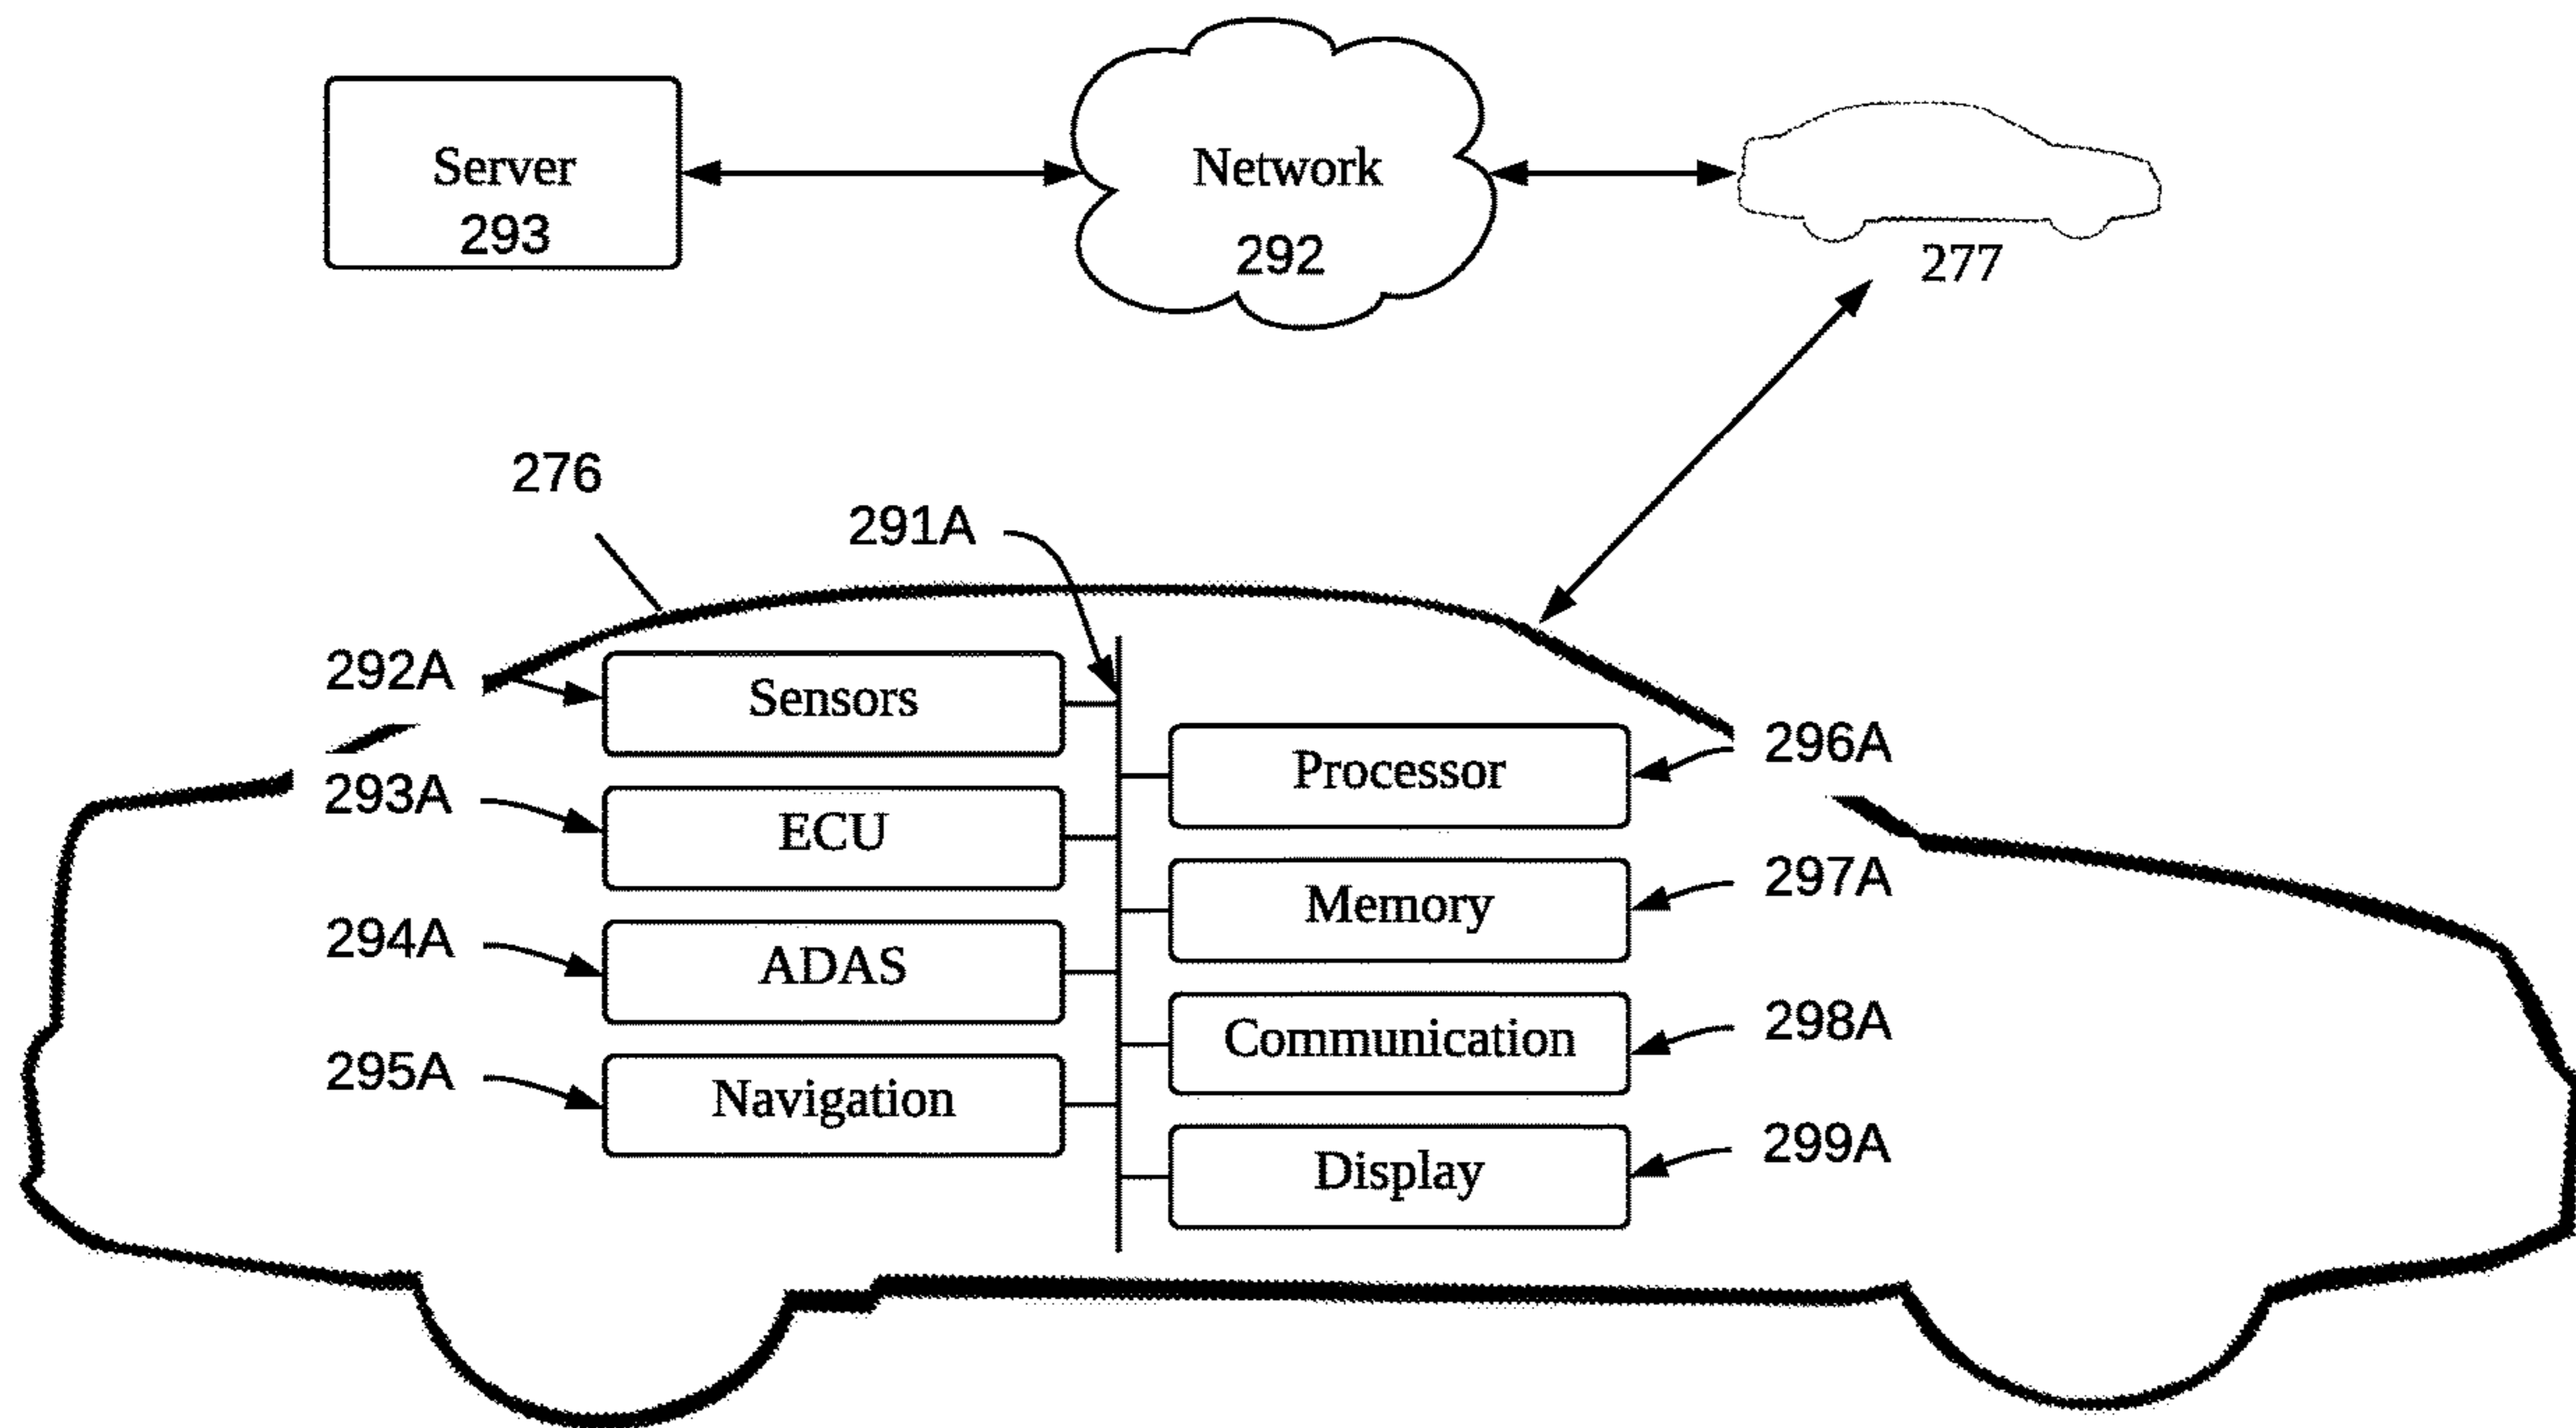 Server
293
Network
292
277
276
291A
292A
Sensors
Processor
296A
293A
ECU
Memory
297A
294A
ADAS
Communication
298A
295A
Navigation
Display
299A